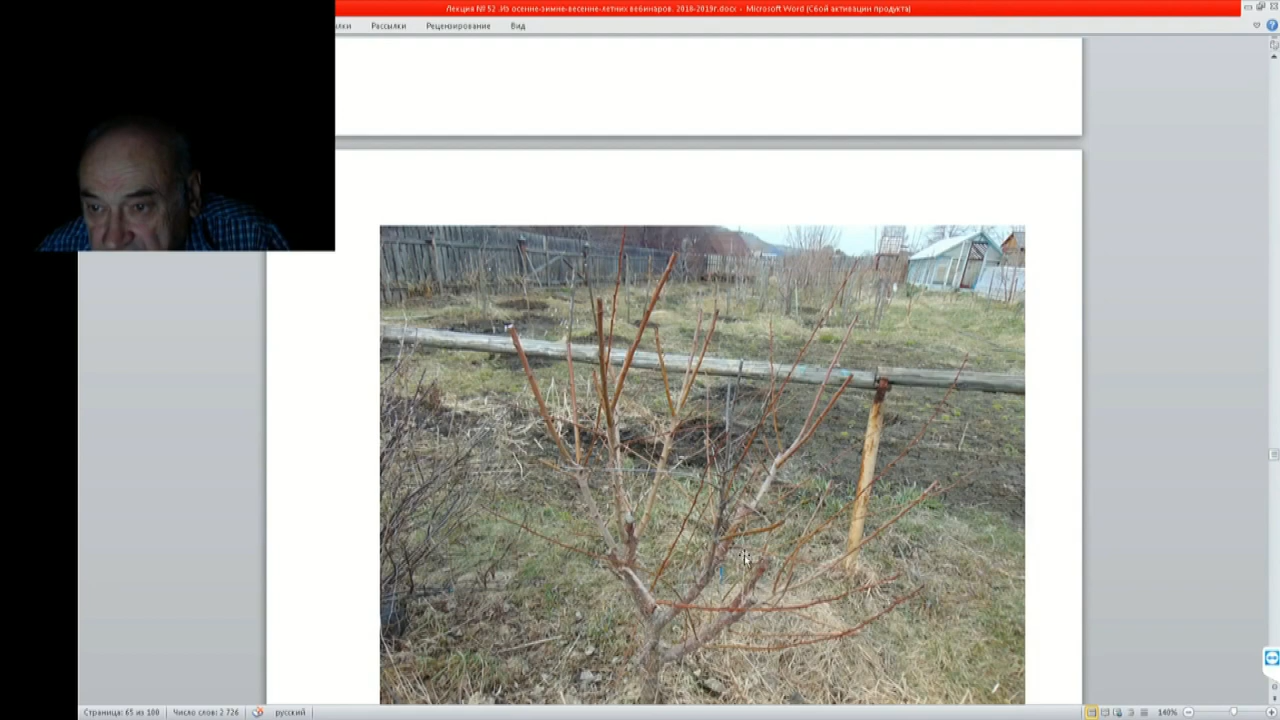 Лекция № 52 .Из осенне-зимне-весенне-летних вебинаров. 2018-2019г.docx - Microsoft Word (Сбой активации продукта)
Рассылки Рецензирование Вид
Страница: 65 из 100 Число слов: 2 726 русский 140%